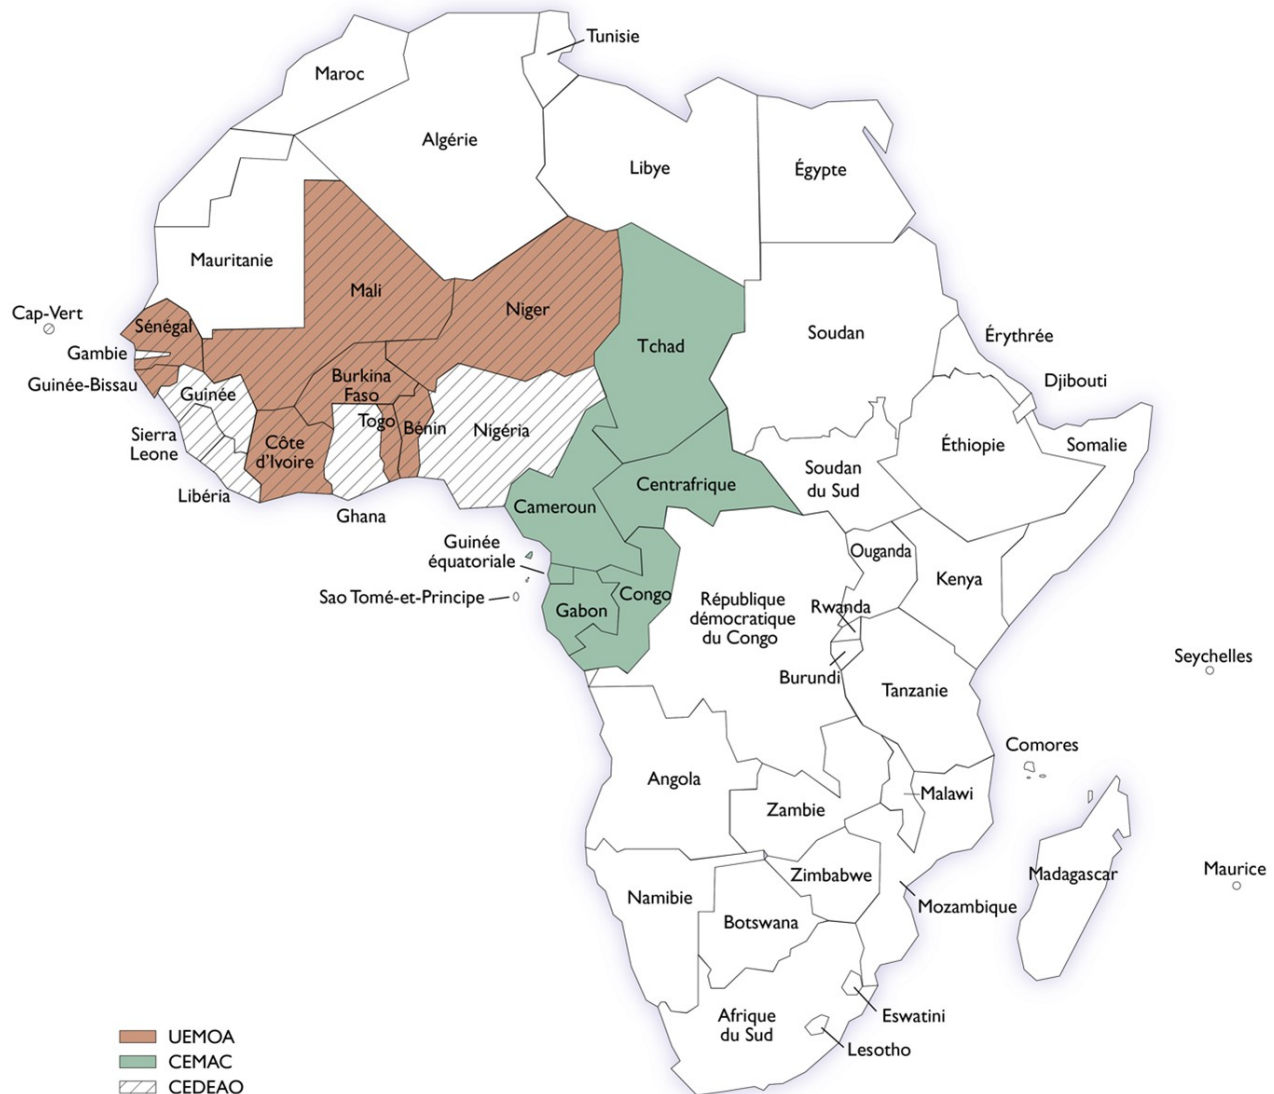 Tunisie
Maroc
Algérie
Libye
Égypte
Mauritanie
Mali
Niger
Cap-Vert
Sénégal
Tchad
Soudan
Érythrée
Gambie
Guinée-Bissau
Guinée
Burkina
Faso
Djibouti
Togo
Bénin
Nigéria
Sierra
Leone
Côte
d'Ivoire
Éthiopie
Somalie
Soudan
du Sud
Centrafrique
Libéria
Ghana
Cameroun
Guinée
équatoriale
Ouganda
Kenya
Sao Tomé-et-Principe
Gabon
Congo
République
démocratique
du Congo
Rwanda
Burundi
Tanzanie
Seychelles
Comores
Angola
Zambie
Malawi
Madagascar
Maurice
Namibie
Zimbabwe
Botswana
Mozambique
Afrique
du Sud
Eswatini
Lesotho
UEMOA
CEMAC
CEDEAO